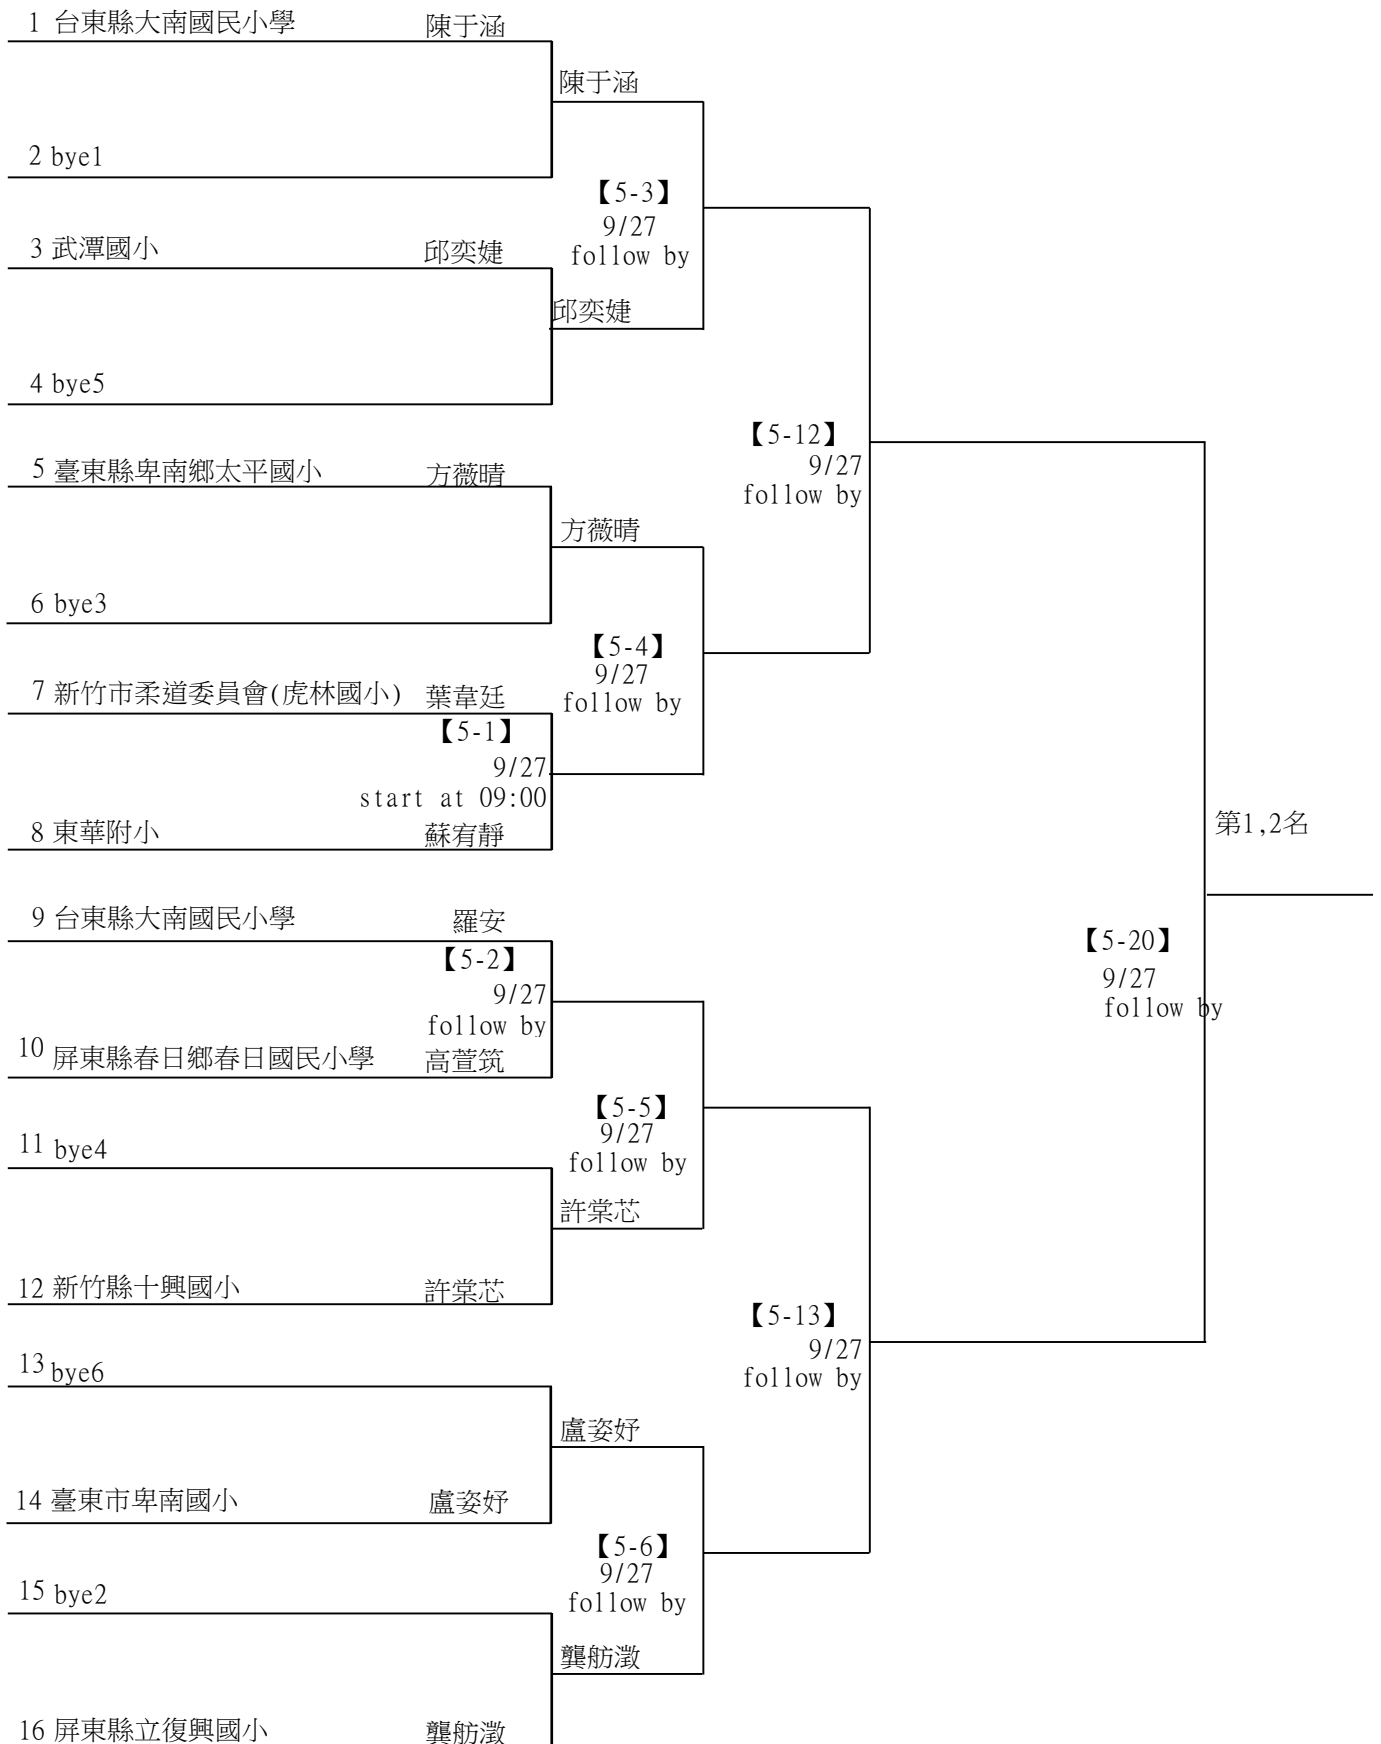 1 台東縣大南國民小學 陳于涵
陳于涵
2 bye1
【5-3】
9/27
follow by
3 武潭國小 邱奕婕
邱奕婕
4 bye5
【5-12】
9/27
follow by
5 臺東縣卑南鄉太平國小 方薇晴
方薇晴
6 bye3
【5-4】
9/27
follow by
7 新竹市柔道委員會(虎林國小) 葉韋廷
【5-1】
9/27
start at 09:00
8 東華附小 蘇宥靜
第1,2名
9 台東縣大南國民小學 羅安
【5-2】
9/27
follow by
【5-20】
9/27
follow by
10 屏東縣春日鄉春日國民小學 高萱筑
【5-5】
9/27
follow by
11 bye4
許棠芯
12 新竹縣十興國小 許棠芯
【5-13】
9/27
follow by
13 bye6
盧姿妤
14 臺東市卑南國小 盧姿妤
【5-6】
9/27
follow by
15 bye2
龔舫澂
16 屏東縣立復興國小 龔舫澂